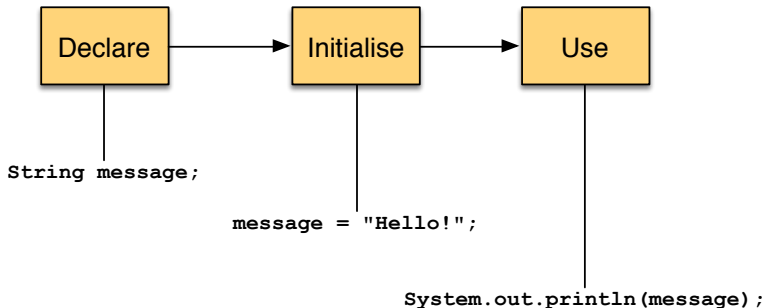 Declare
Initialise
Use
String message;
message = "Hello!";
System.out.println(message);